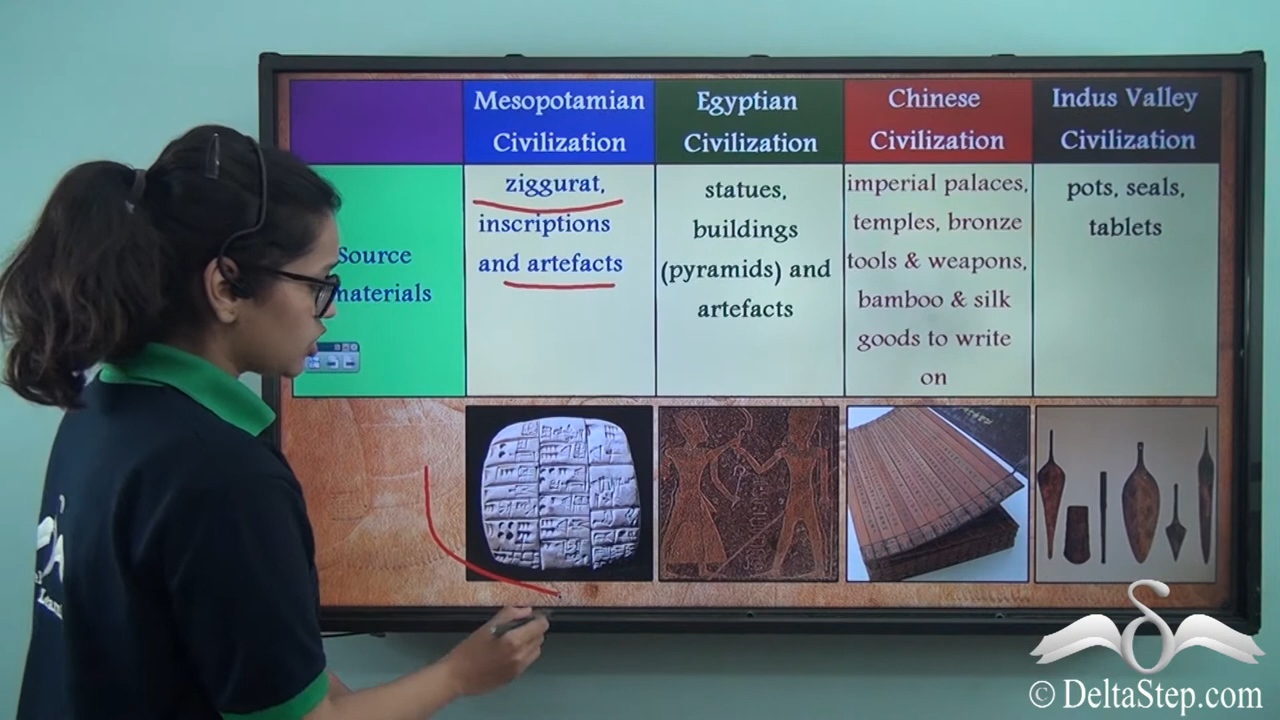 Mesopotamian
Civilization
Egyptian
Civilization
Chinese
Civilization
Indus Valley
Civilization
Source
materials
ziggurat,
inscriptions
and artefacts
statues,
buildings
(pyramids) and
artefacts
imperial palaces,
temples, bronze
tools & weapons,
bamboo & silk
goods to write
on
pots, seals,
tablets
© DeltaStep.com